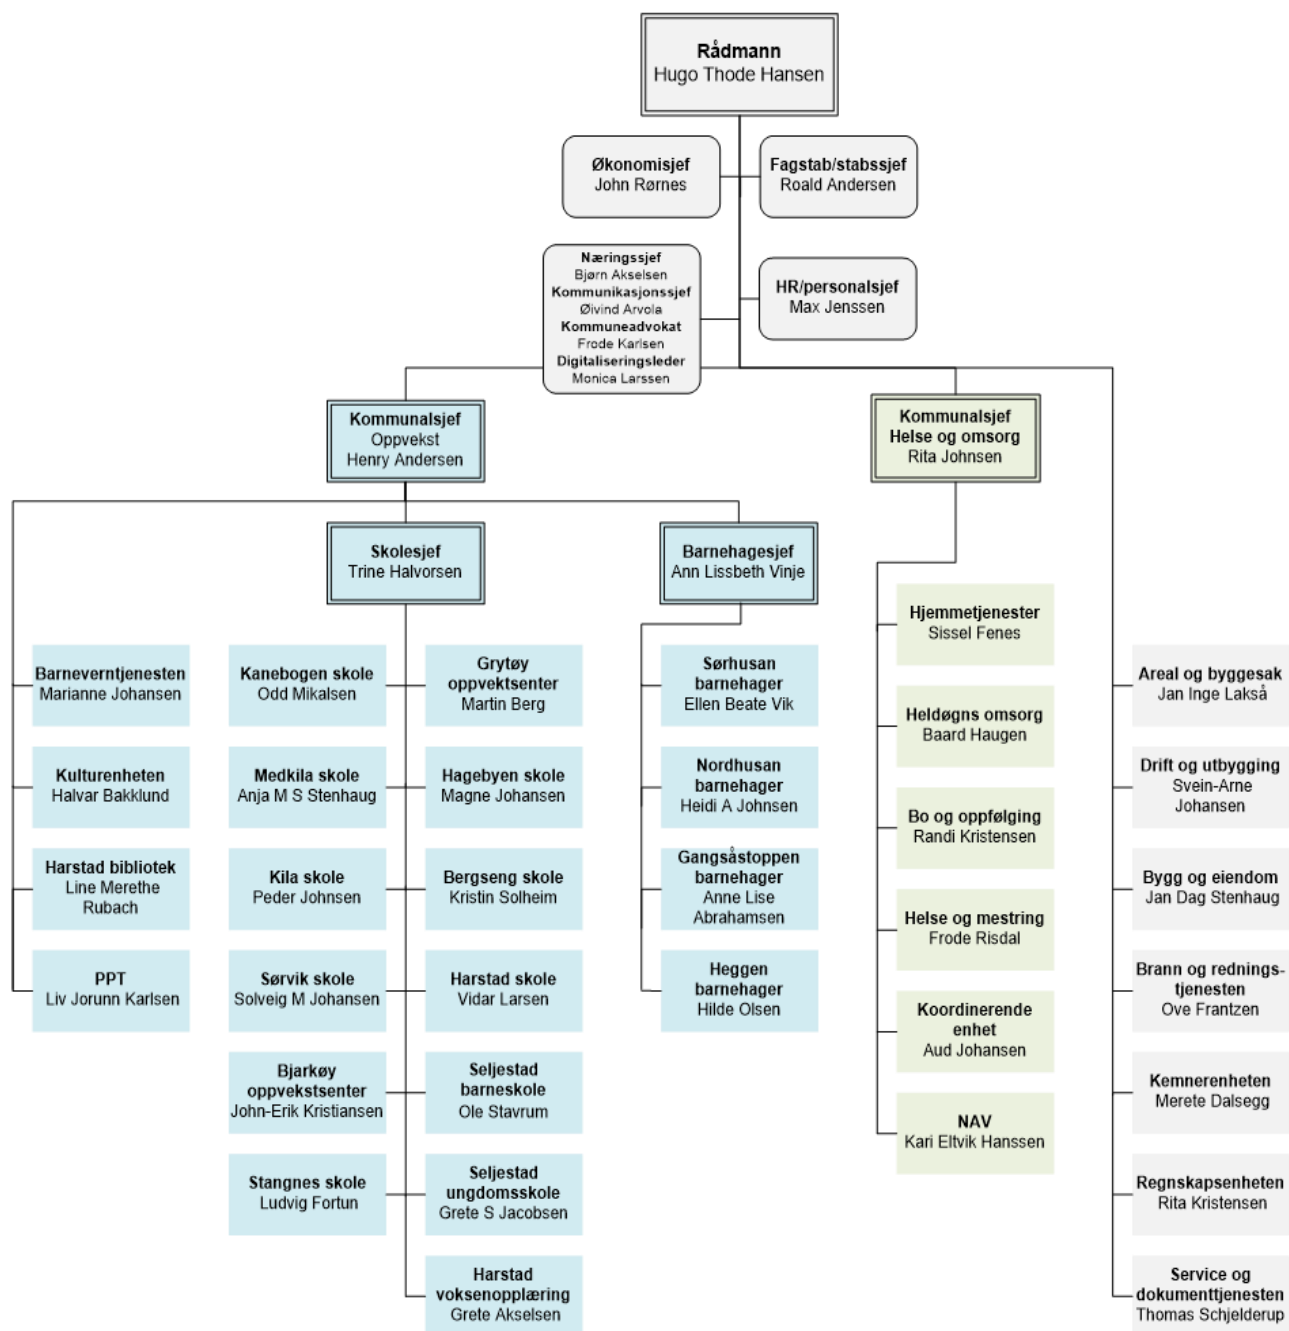 Rådmann
Hugo Thode Hansen
Økonomisjef
John Rørnes
Fagstab/stabssjef
Roald Andersen
Næringssjef
Bjørn Akselsen
Kommunikasjonssjef
Øivind Arvola
Kommuneadvokat
Frode Karlsen
Digitaliseringsleder
Monica Larssen
HR/personalsjef
Max Jenssen
Kommunalsjef
Oppvekst
Henry Andersen
Kommunalsjef
Helse og omsorg
Rita Johnsen
Skolesjef
Trine Halvorsen
Barnehagesjef
Ann Lissbeth Vinje
Barneverntjenesten
Marianne Johansen
Kulturenheten
Halvar Bakklund
Harstad bibliotek
Line Merethe
Rubach
PPT
Liv Jorunn Karlsen
Kanebogen skole
Odd Mikalsen
Medkila skole
Anja M S Stenhaug
Kila skole
Peder Johnsen
Sørvik skole
Solveig M Johansen
Bjarkøy
oppvekstsenter
John-Erik Kristiansen
Stangnes skole
Ludvig Fortun
Grytøy
oppvektsenter
Martin Berg
Hagebyen skole
Magne Johansen
Bergseng skole
Kristin Solheim
Harstad skole
Vidar Larsen
Seljestad
barneskole
Ole Stavrum
Seljestad
ungdomsskole
Grete S Jacobsen
Harstad
voksenopplæring
Grete Akselsen
Sørhusan
barnehager
Ellen Beate Vik
Nordhusan
barnehager
Heidi A Johnsen
Gangsåstoppen
barnehager
Anne Lise
Abrahamsen
Heggen
barnehager
Hilde Olsen
Hjemmetjenester
Sissel Fenes
Heldøgns omsorg
Baard Haugen
Bo og oppfølging
Randi Kristensen
Helse og mestring
Frode Risdal
Koordinerende
enhet
Aud Johansen
NAV
Kari Eltvik Hanssen
Areal og byggesak
Jan Inge Lakså
Drift og utbygging
Svein-Arne
Johansen
Bygg og eiendom
Jan Dag Stenhaug
Brann og rednings-
tjenesten
Ove Frantzen
Kemnerenheten
Merete Dalsegg
Regnskapsenheten
Rita Kristensen
Service og
dokumenttjenesten
Thomas Schjelderup